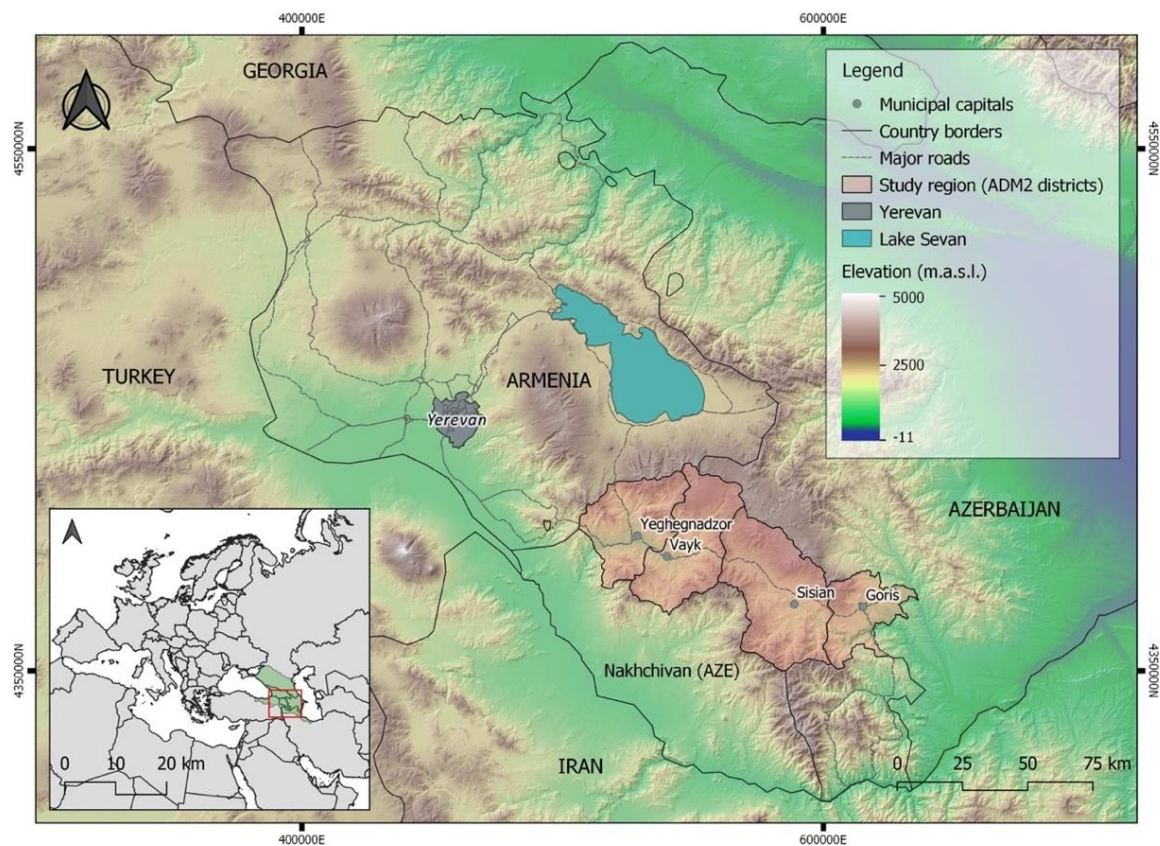 400000E
600000E
GEORGIA
Legend
Municipal capitals
Country borders
Major roads
Study region (ADM2 districts)
Yerevan
Lake Sevan
Elevation (m.a.s.l.)
5000
2500
-11
4550000N
4550000N
TURKEY
ARMENIA
Yerevan
AZERBAIJAN
Yeghegnadzor
Vayk
Sisian
Goris
Nakhchivan (AZE)
4350000N
4350000N
IRAN
0 10 20 km
0 25 50 75 km
400000E
600000E